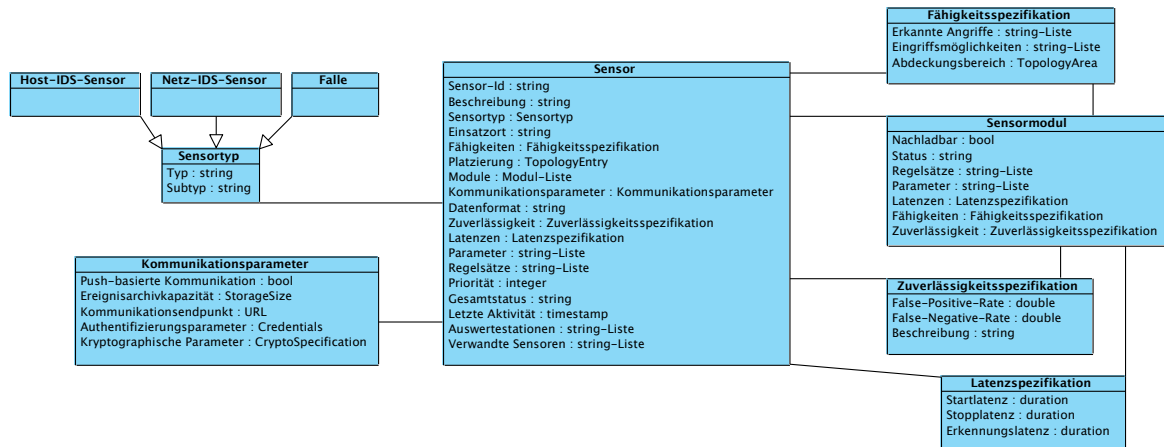 Host-IDS-Sensor
Netz-IDS-Sensor
Falle
Sensortyp
Typ : string
Subtyp : string
Kommunikationsparameter
Push-basierte Kommunikation : bool
Ereignisarchivkapazität : StorageSize
Kommunikationsendpunkt : URL
Authentifizierungsparameter : Credentials
Kryptographische Parameter : CryptoSpecification
Sensor
Sensor-Id : string
Beschreibung : string
Sensortyp : Sensortyp
Einsatzort : string
Fähigkeiten : Fähigkeitsspezifikation
Platzierung : TopologyEntry
Module : Modul-Liste
Kommunikationsparameter : Kommunikationsparameter
Datenformat : string
Zuverlässigkeit : Zuverlässigkeitsspezifikation
Latenzen : Latenzspezifikation
Parameter : string-Liste
Regelsätze : string-Liste
Priorität : integer
Gesamtstatus : string
Letzte Aktivität : timestamp
Auswertestationen : string-Liste
Verwandte Sensoren : string-Liste
Fähigkeitsspezifikation
Erkannte Angriffe : string-Liste
Eingriffsmöglichkeiten : string-Liste
Abdeckungsbereich : TopologyArea
Sensormodul
Nachladbar : bool
Status : string
Regelsätze : string-Liste
Parameter : string-Liste
Latenzen : Latenzspezifikation
Fähigkeiten : Fähigkeitsspezifikation
Zuverlässigkeit : Zuverlässigkeitsspezifikation
Zuverlässigkeitsspezifikation
False-Positive-Rate : double
False-Negative-Rate : double
Beschreibung : string
Latenzspezifikation
Startlatenz : duration
Stopplatenz : duration
Erkennungslatenz : duration